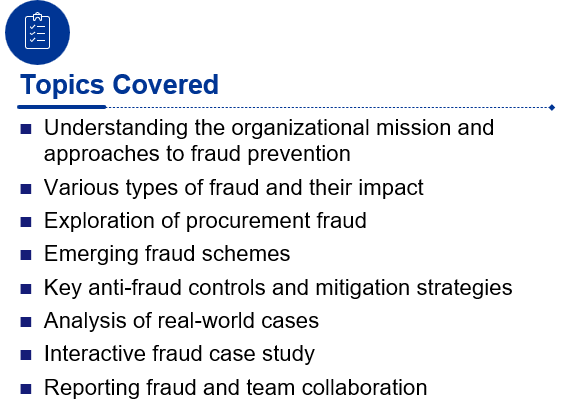 Topics Covered
Understanding the organizational mission and
approaches to fraud prevention
Various types of fraud and their impact
Exploration of procurement fraud
Emerging fraud schemes
Key anti-fraud controls and mitigation strategies
Analysis of real-world cases
Interactive fraud case study
Reporting fraud and team collaboration